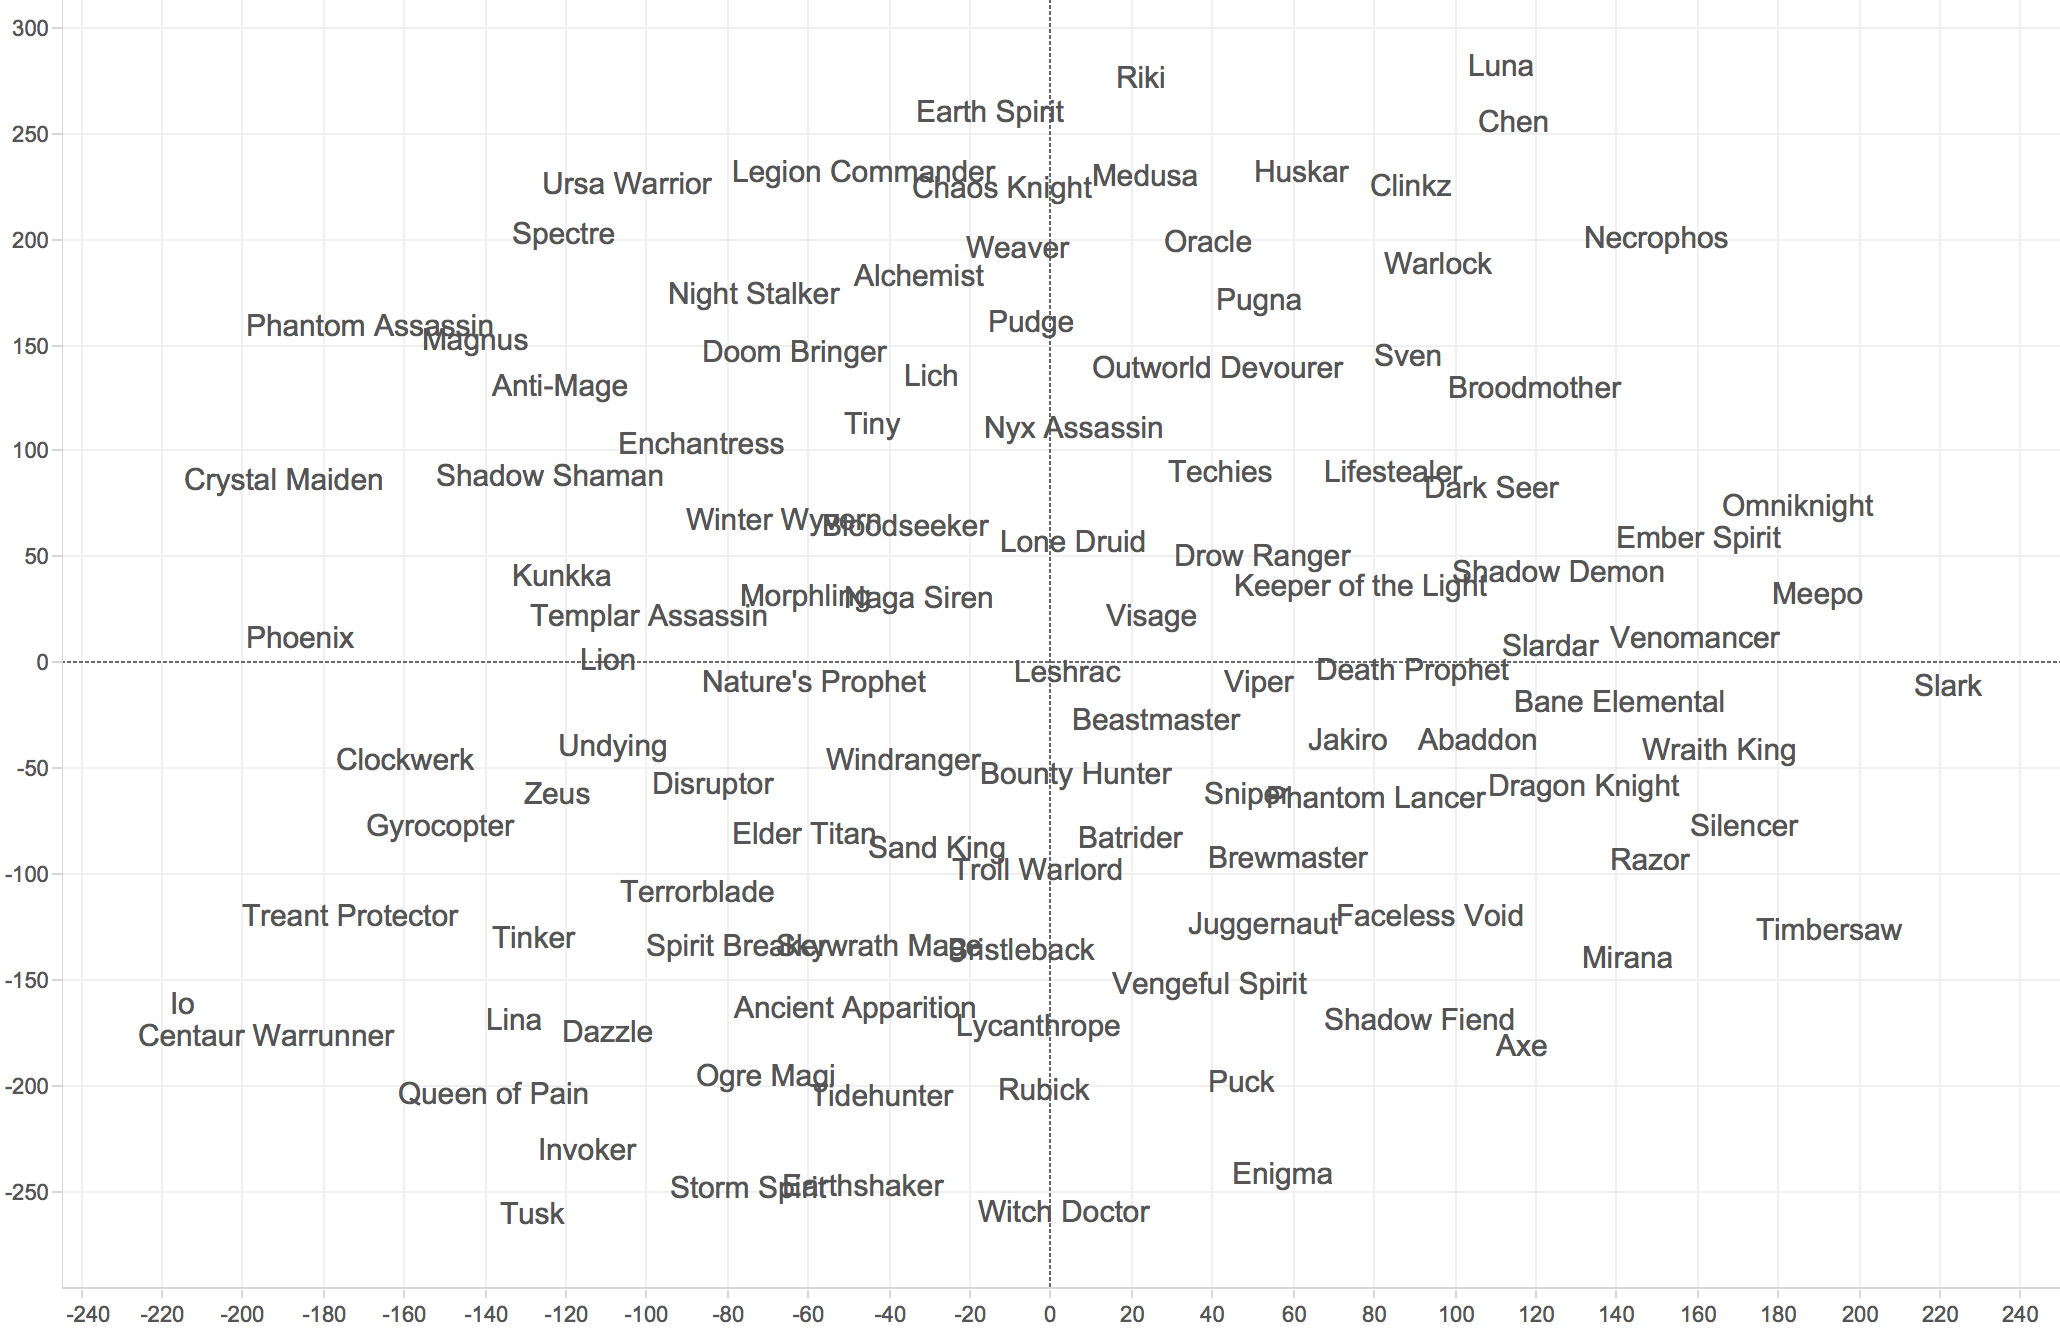 300
Luna
Riki
Earth Spirit
Chen
250
Legion Commander
Huskar
Medusa
Ursa Warrior
Clinkz
Chaos Knight
Spectre
Necrophos
200
Oracle
Weaver
Warlock
Alchemist
Night Stalker
Pugna
Pudge
Phantom Assassin
Magnus
150
Doom Bringer
Sven
Outworld Devourer
Lich
Anti-Mage
Broodmother
Tiny
Nyx Assassin
Enchantress
100
Techies
Lifestealer
Shadow Shaman
Crystal Maiden
Dark Seer
Omniknight
Winter Wyvern
Bloodseeker
Ember Spirit
Lone Druid
50
Drow Ranger
Shadow Demon
Kunkka
Keeper of the Light
Meepo
Morphling
Naga Siren
Templar Assassin
Visage
Phoenix
Venomancer
Slardar
0
Lion
Death Prophet
Leshrac
Nature's Prophet
Viper
Slark
Bane Elemental
Beastmaster
Jakiro
Abaddon
Undying
Wraith King
Clockwerk
Windranger
-50
Bounty Hunter
Disruptor
Dragon Knight
Zeus
Sniper
Phantom Lancer
Gyrocopter
Silencer
Elder Titan
Batrider
Sand King
Brewmaster
Razor
Troll Warlord
-100
Terrorblade
Treant Protector
Faceless Void
Juggernaut
Timbersaw
Tinker
Spirit Breaker
Skywrath Mage
Bristleback
Mirana
-150
Vengeful Spirit
Io
Ancient Apparition
Lina
Shadow Fiend
Lycanthrope
Dazzle
Centaur Warrunner
Axe
Ogre Magi
Puck
-200
Rubick
Queen of Pain
Tidehunter
Invoker
Enigma
Earthshaker
Storm Spirit
-250
Witch Doctor
Tusk
-240 -220 -200 -180 -160 -140 -120 -100 -80 -60 -40 -20 0 20 40 60 80 100 120 140 160 180 200 220 240